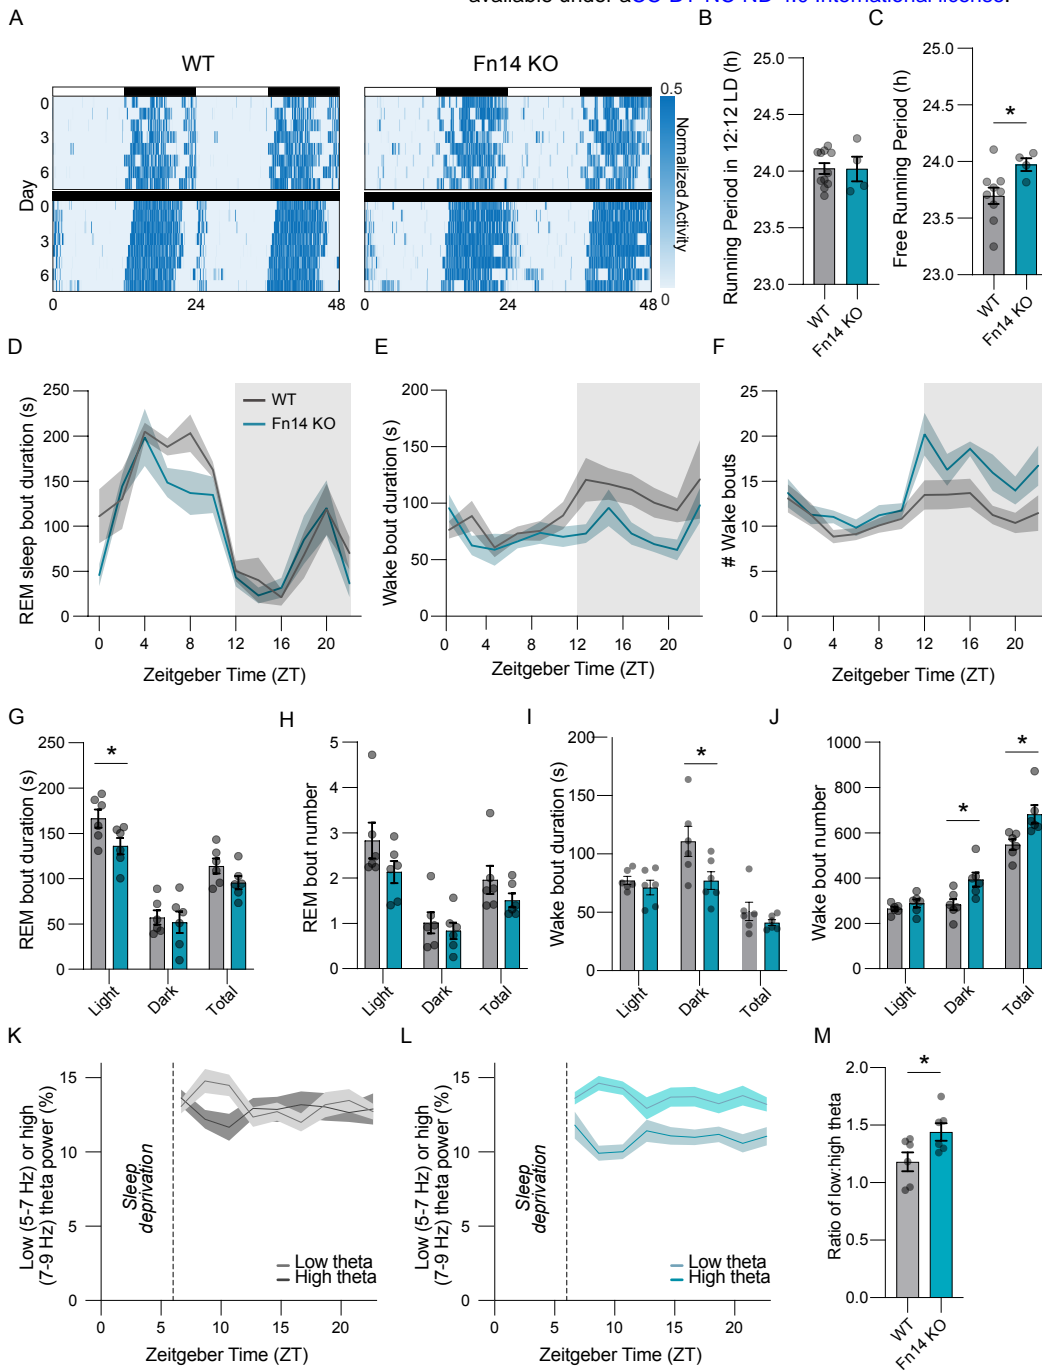 available under aCC-BY-NC-ND 4.0 International license.
A
WT
Fn14 KO
0
3
6
0
3
6
Day
0
24
48
0
24
48
0.5
0
Normalized Activity
B
Running Period in 12:12 LD (h)
25.0
24.5
24.0
23.5
23.0
WT
Fn14 KO
C
Free Running Period (h)
25.0
24.5
24.0
23.5
23.0
*
WT
Fn14 KO
D
REM sleep bout duration (s)
250
200
150
100
50
0
WT
Fn14 KO
0 4 8 12 16 20
Zeitgeber Time (ZT)
E
Wake bout duration (s)
200
150
100
50
0
0 4 8 12 16 20
Zeitgeber Time (ZT)
F
# Wake bouts
25
20
15
10
5
0
0 4 8 12 16 20
Zeitgeber Time (ZT)
G
REM bout duration (s)
250
200
150
100
50
0
*
Light
Dark
Total
H
REM bout number
5
4
3
2
1
0
Light
Dark
Total
I
Wake bout duration (s)
200
150
100
50
0
*
Light
Dark
Total
J
Wake bout number
1000
800
600
400
200
0
*
*
Light
Dark
Total
K
Low (5-7 Hz) or high
(7-9 Hz) theta power (%)
15
10
5
0
Sleep
deprivation
Low theta
High theta
0 5 10 15 20
Zeitgeber Time (ZT)
L
Low (5-7 Hz) or high
(7-9 Hz) theta power (%)
15
10
5
0
Sleep
deprivation
Low theta
High theta
0 5 10 15 20
Zeitgeber Time (ZT)
M
Ratio of low:high theta
2.0
1.5
1.0
0.5
0.0
*
WT
Fn14 KO